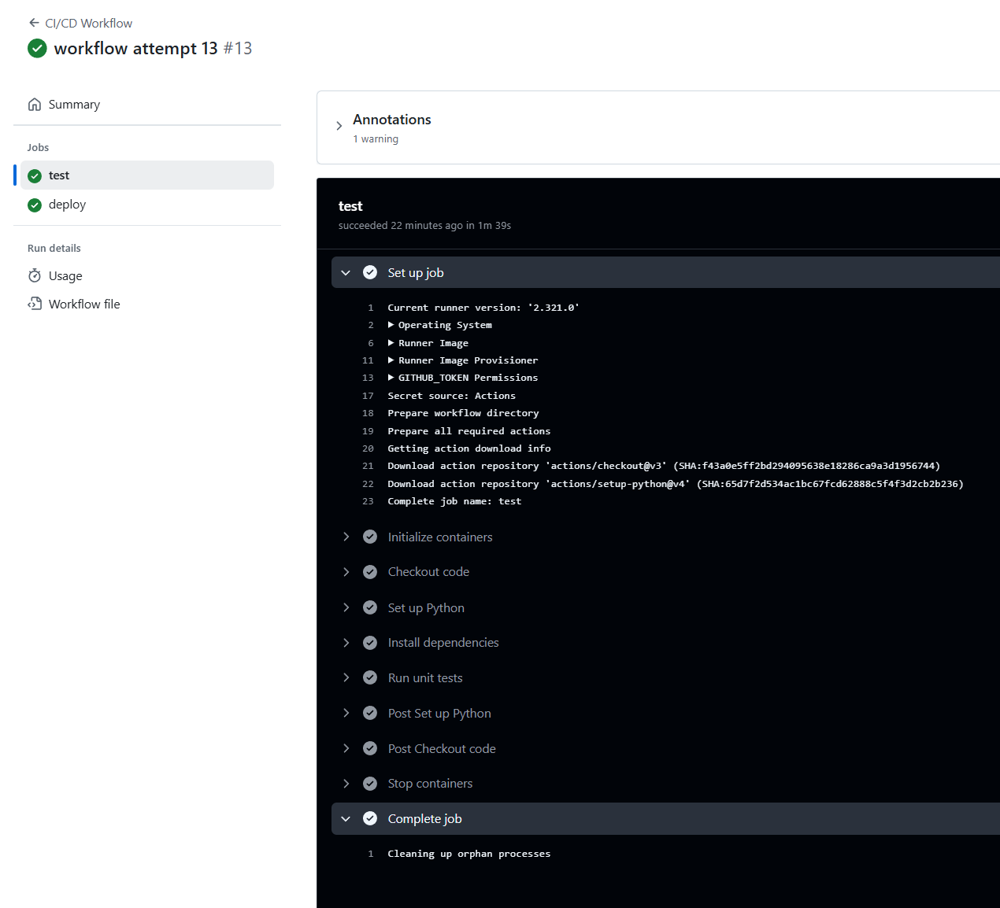 CI/CD Workflow
workflow attempt 13 #13
Summary
Jobs
test
deploy
Run details
Usage
Workflow file
Annotations
1 warning
test
succeeded 22 minutes ago in 1m 39s
Set up job
1 Current runner version: '2.321.0'
2 Operating System
6 Runner Image
11 Runner Image Provisioner
13 GITHUB_TOKEN Permissions
17 Secret source: Actions
18 Prepare workflow directory
19 Prepare all required actions
20 Getting action download info
21 Download action repository 'actions/checkout@v3' (SHA:f43a0e5ff2bd294095638e18286ca9a3d1956744)
22 Download action repository 'actions/setup-python@v4' (SHA:65d7f2d534ac1bc67fcd62888c5f4f3d2cb2b236)
23 Complete job name: test
Initialize containers
Checkout code
Set up Python
Install dependencies
Run unit tests
Post Set up Python
Post Checkout code
Stop containers
Complete job
1 Cleaning up orphan processes